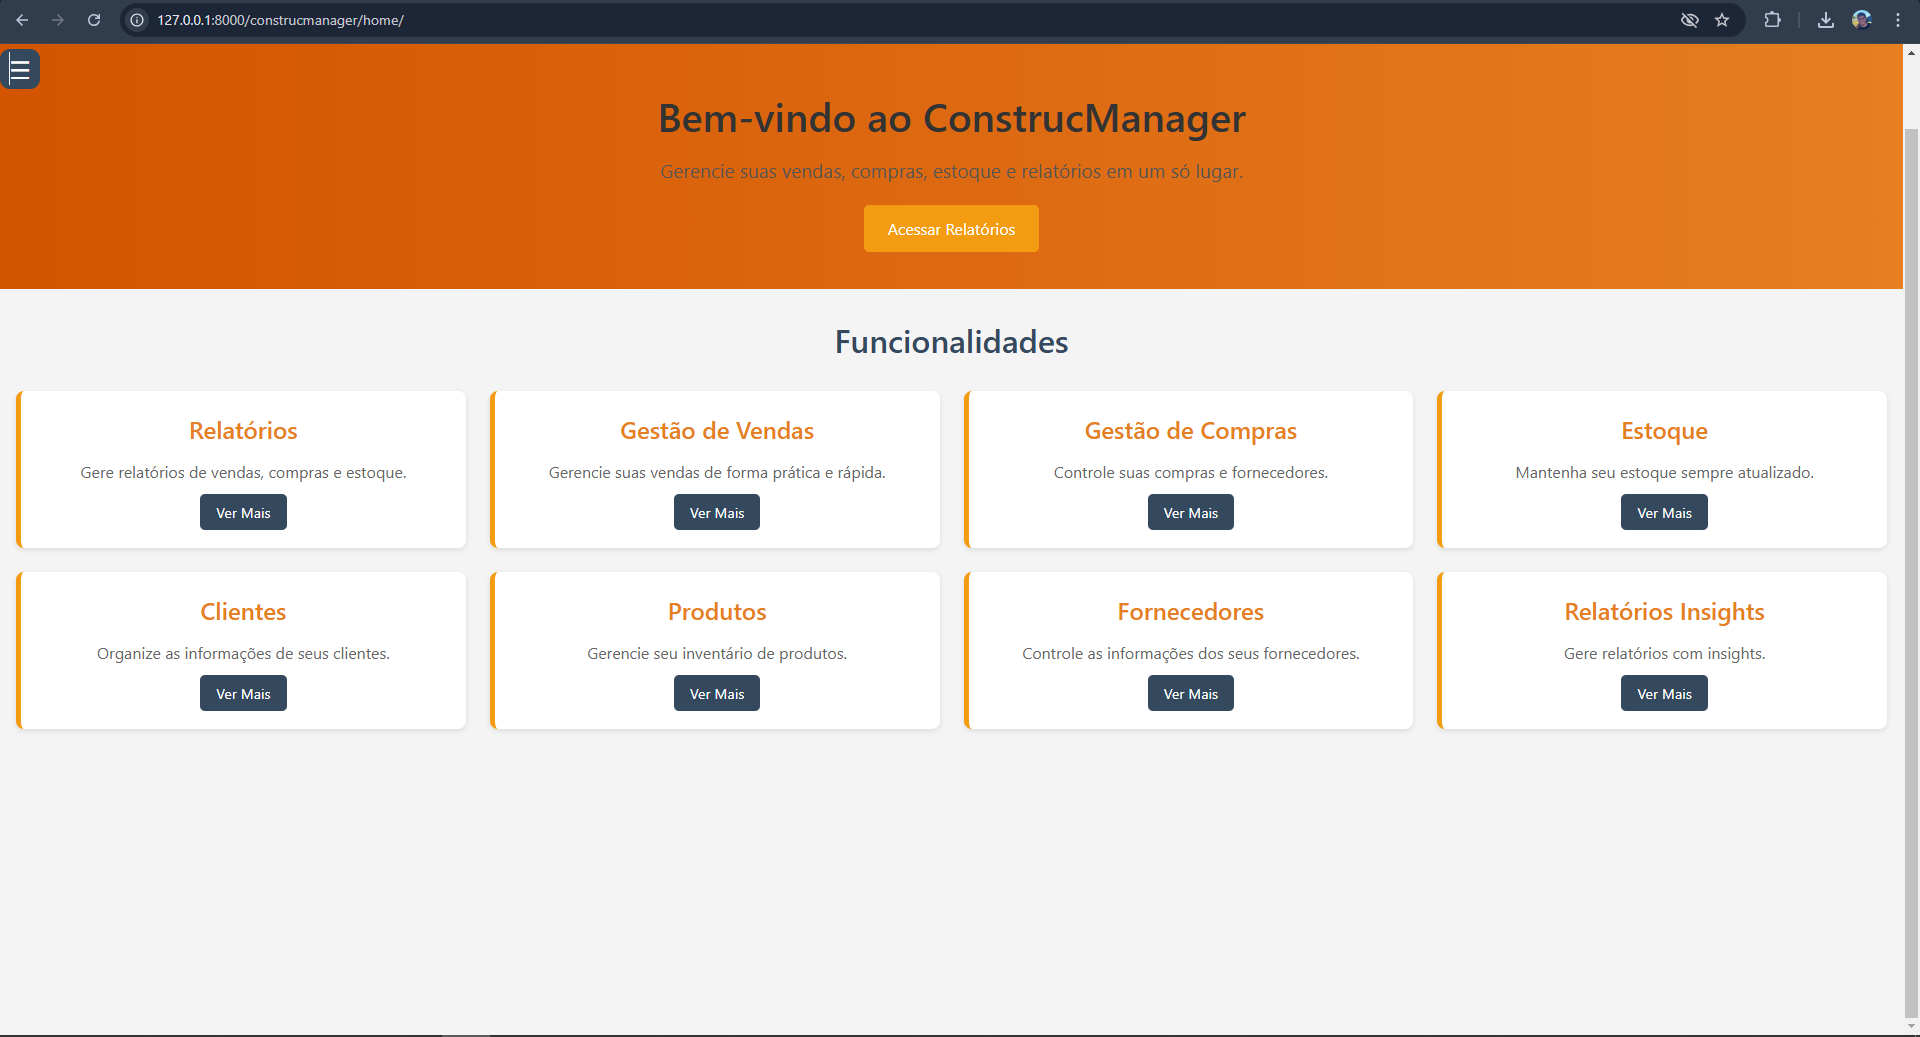 127.0.0.1:8000/construcmanager/home/
Bem-vindo ao ConstrucManager
Gerencie suas vendas, compras, estoque e relatórios em um só lugar.
Acessar Relatórios
Funcionalidades
Relatórios
Gere relatórios de vendas, compras e estoque.
Ver Mais
Gestão de Vendas
Gerencie suas vendas de forma prática e rápida.
Ver Mais
Gestão de Compras
Controle suas compras e fornecedores.
Ver Mais
Estoque
Mantenha seu estoque sempre atualizado.
Ver Mais
Clientes
Organize as informações de seus clientes.
Ver Mais
Produtos
Gerencie seu inventário de produtos.
Ver Mais
Fornecedores
Controle as informações dos seus fornecedores.
Ver Mais
Relatórios Insights
Gere relatórios com insights.
Ver Mais